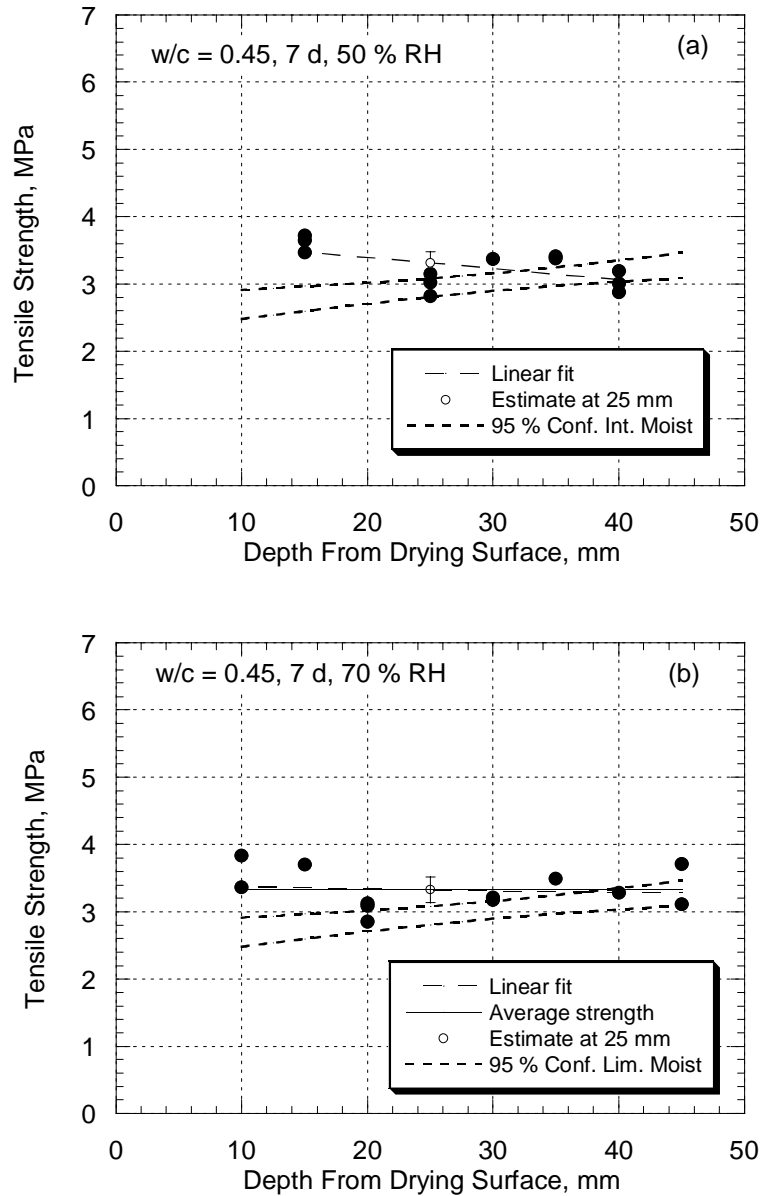 7
6
5
4
3
2
1
0
Tensile Strength, MPa
w/c = 0.45, 7 d, 50 % RH
(a)
Linear fit
Estimate at 25 mm
95 % Conf. Int. Moist
0 10 20 30 40 50
Depth From Drying Surface, mm
7
6
5
4
3
2
1
0
Tensile Strength, MPa
w/c = 0.45, 7 d, 70 % RH
(b)
Linear fit
Average strength
Estimate at 25 mm
95 % Conf. Lim. Moist
0 10 20 30 40 50
Depth From Drying Surface, mm